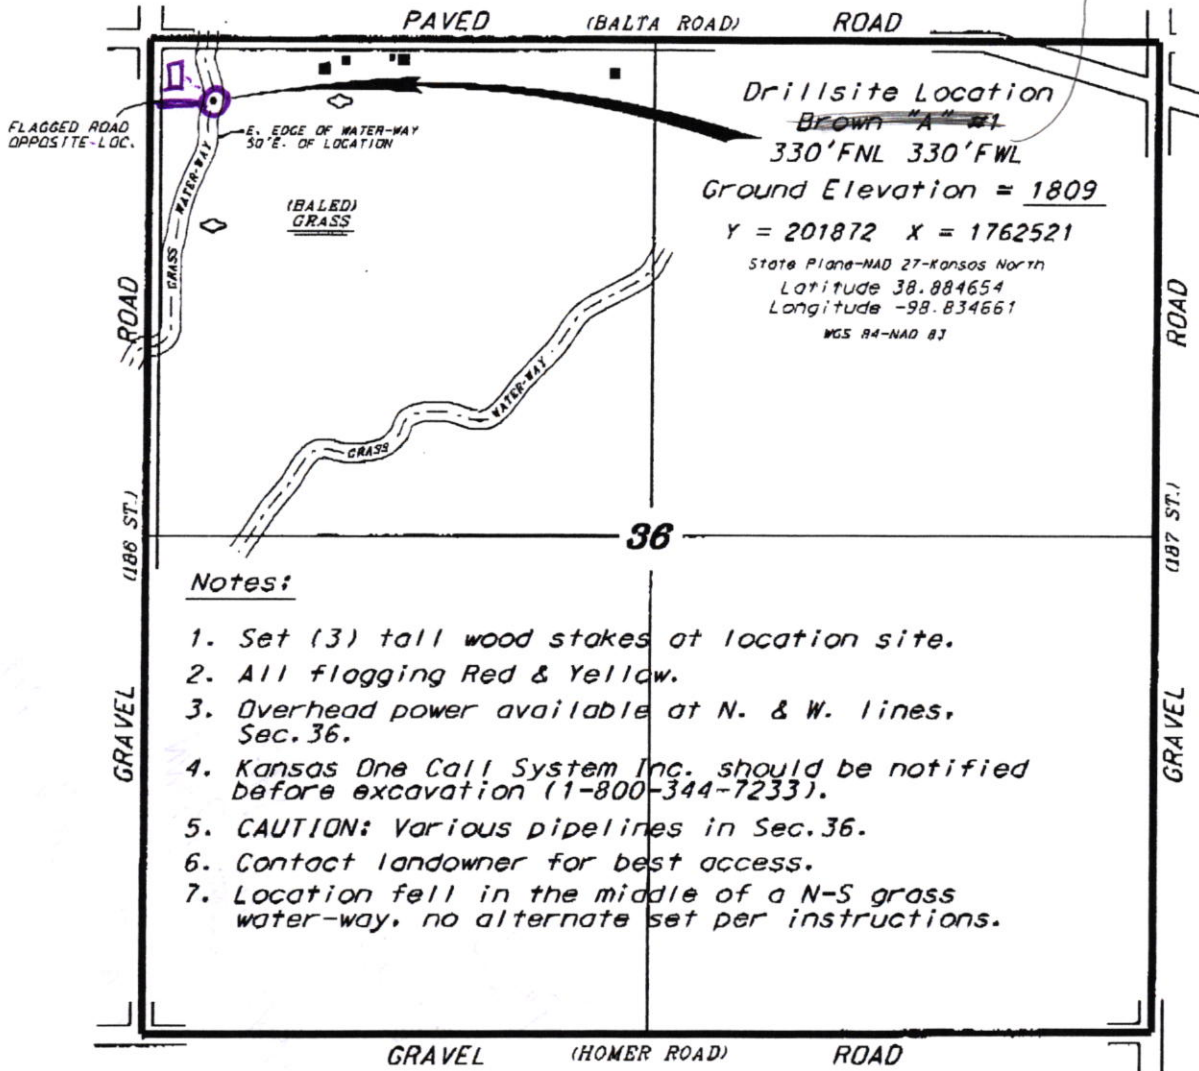 PAVED (BALTA ROAD) ROAD
Drillsite Location
Brown "A" #1
330'FNL 330'FWL
Ground Elevation = 1809
Y = 201872 X = 1762521
State Plane-NAD 27-Kansas North
Latitude 38.884654
Longitude -98.834661
WGS 84-NAD 83
FLAGGED ROAD
OPPOSITE-LOC.
E. EDGE OF WATER-WAY
50'E. OF LOCATION
GRASS WATER-WAY
(BALED)
GRASS
GRASS WATER-WAY
36
GRAVEL (186 ST.) ROAD
GRAVEL (187 ST.) ROAD
Notes:
1. Set (3) tall wood stakes at location site.
2. All flagging Red & Yellow.
3. Overhead power available at N. & W. lines,
Sec.36.
4. Kansas One Call System Inc. should be notified
before excavation (1-800-344-7233).
5. CAUTION: Various pipelines in Sec.36.
6. Contact landowner for best access.
7. Location fell in the middle of a N-S grass
water-way, no alternate set per instructions.
GRAVEL (HOMER ROAD) ROAD